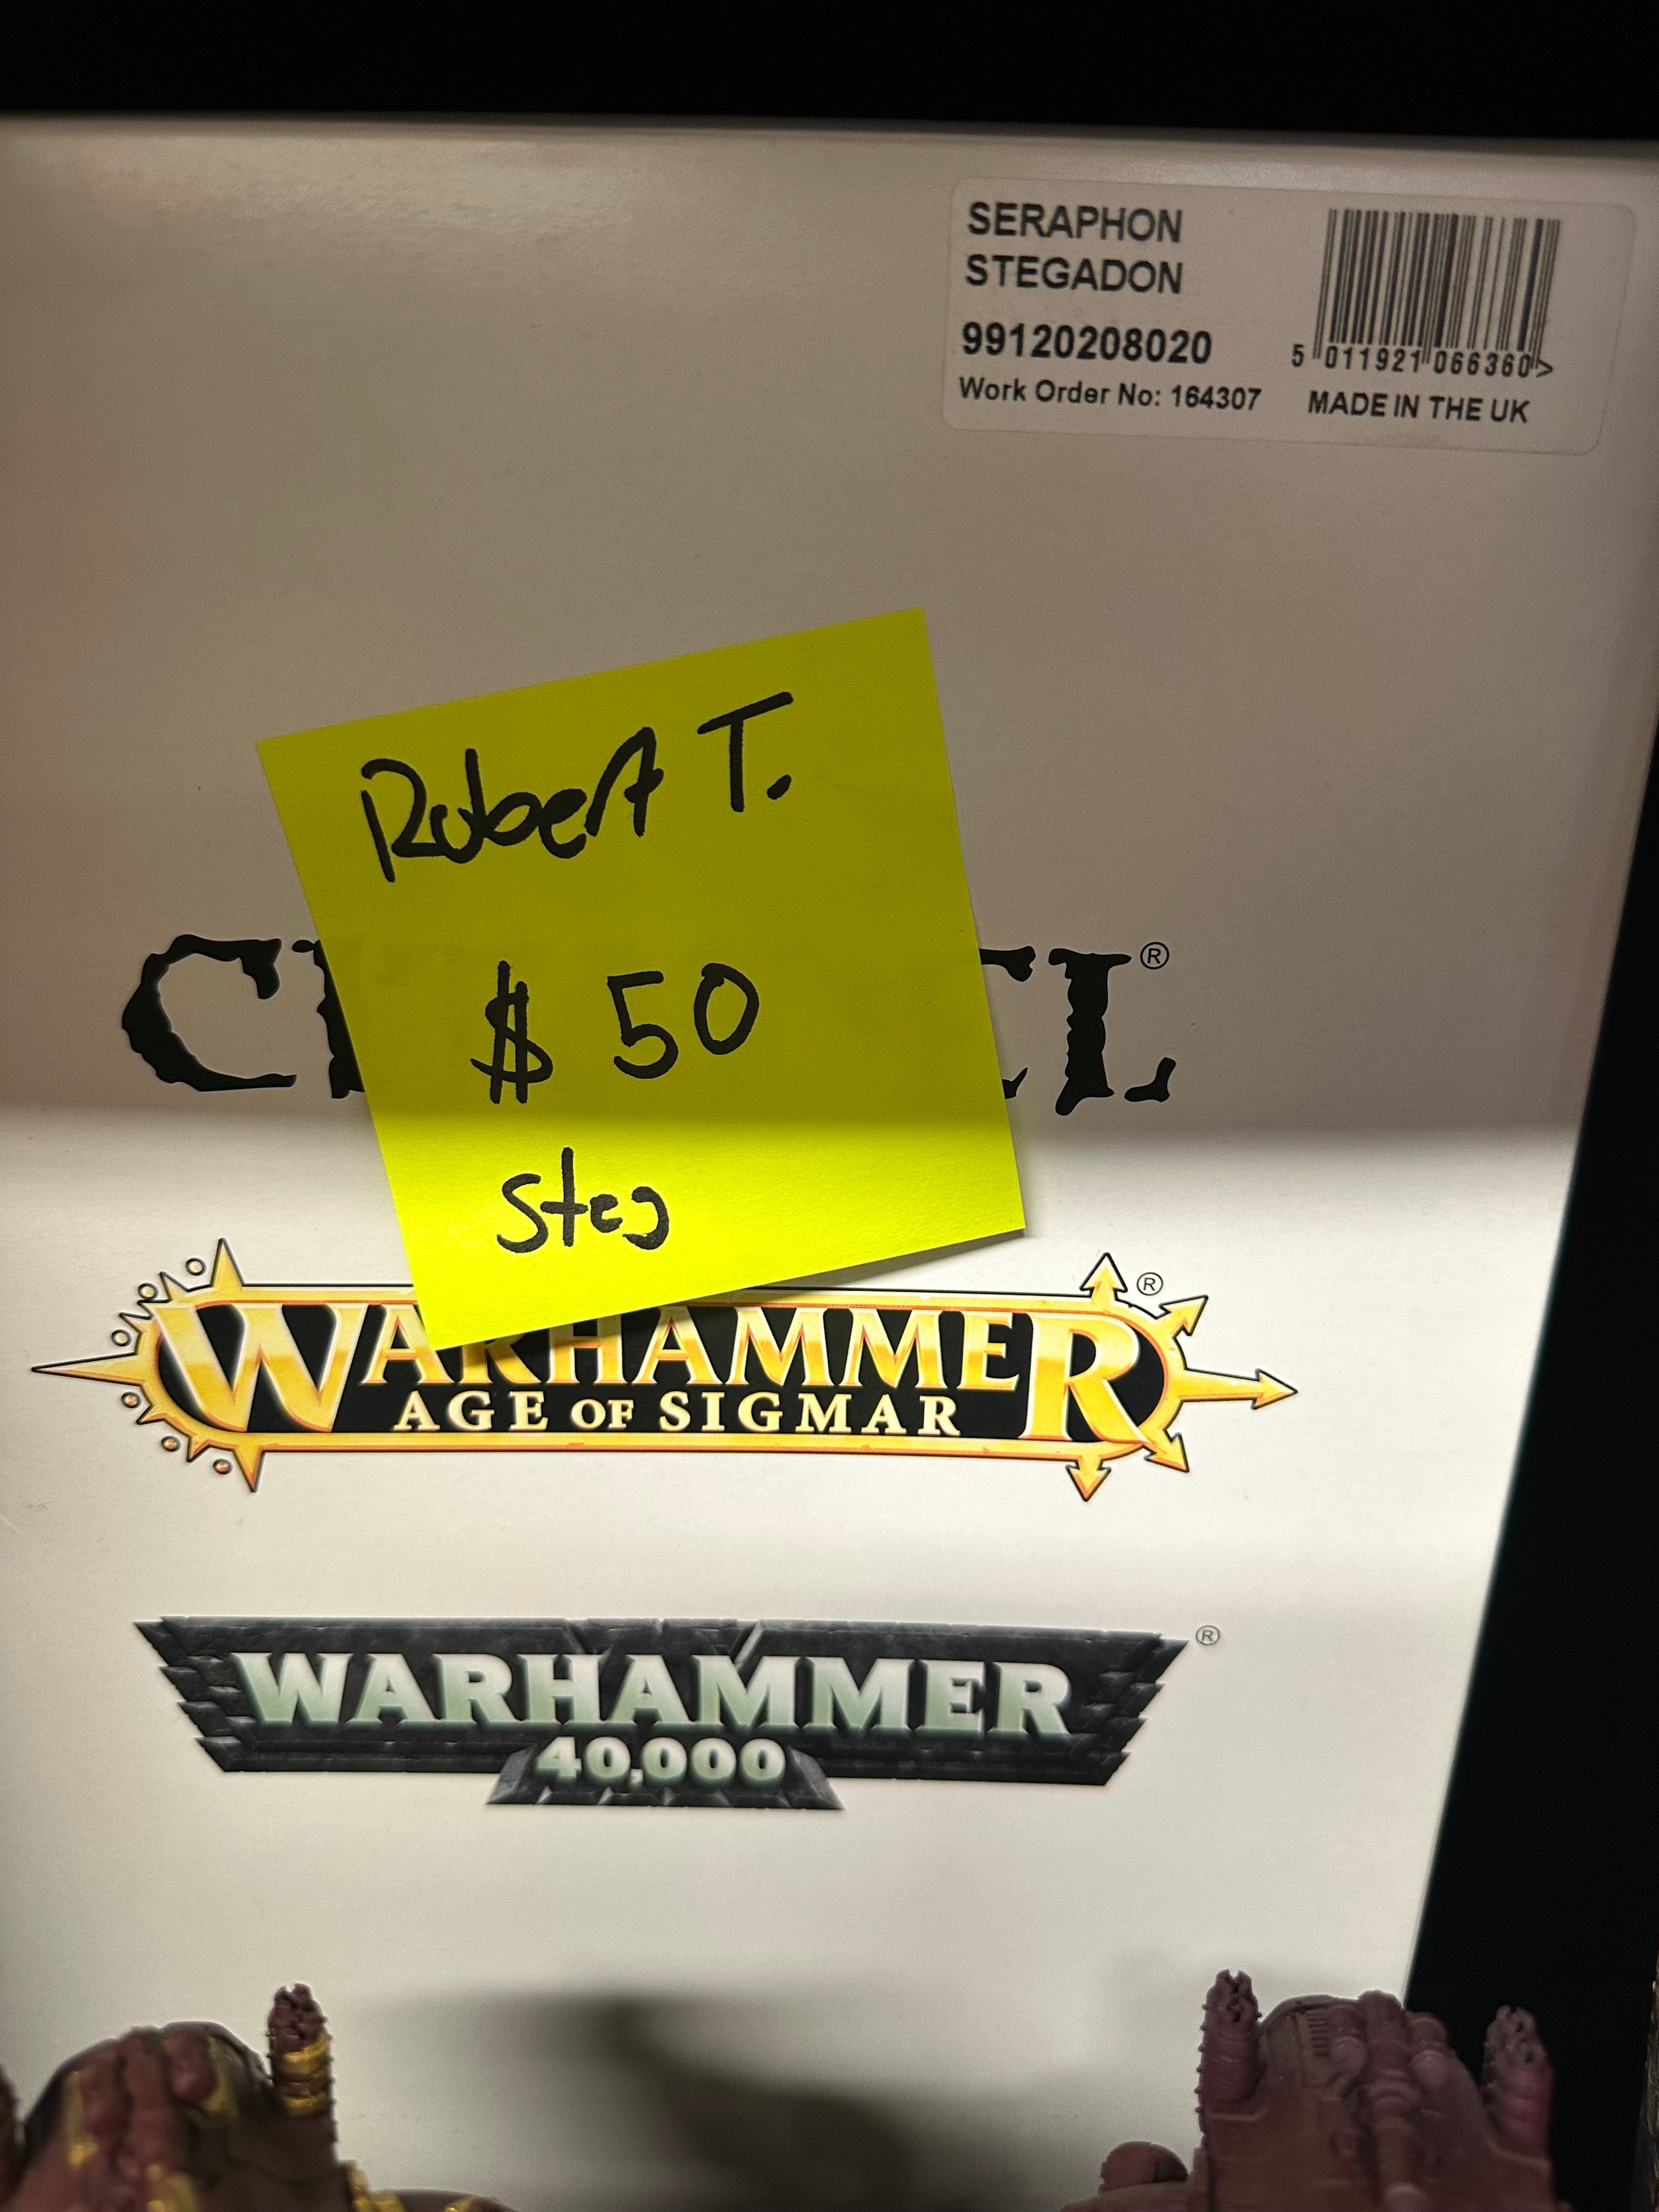 SERAPHON
STEGADON
99120208020
Work Order No: 164307
5 011921 066360 >
MADE IN THE UK
Robert T.
$ 50
Steg
®
WARHAMMER ®
AGE OF SIGMAR
WARHAMMER ®
40,000